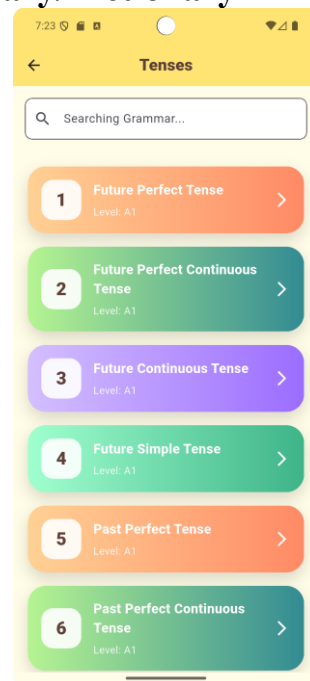 7:23
Tenses
Searching Grammar...
1
Future Perfect Tense
Level: A1
2
Future Perfect Continuous
Tense
Level: A1
3
Future Continuous Tense
Level: A1
4
Future Simple Tense
Level: A1
5
Past Perfect Tense
Level: A1
6
Past Perfect Continuous
Tense
Level: A1